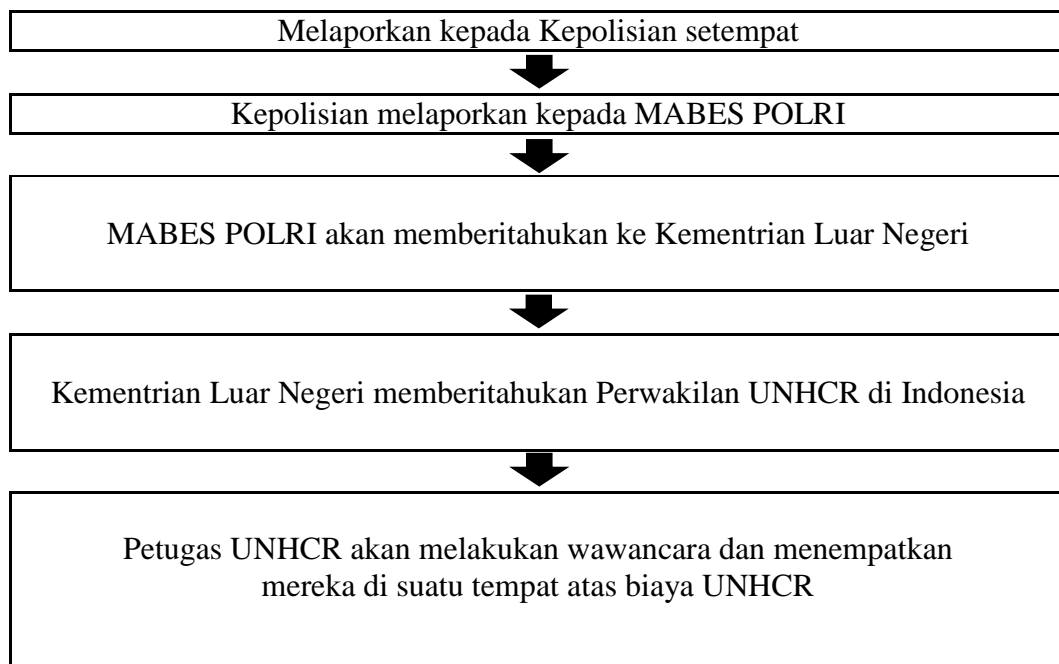 Melaporkan kepada Kepolisian setempat
Kepolisian melaporkan kepada MABES POLRI
MABES POLRI akan memberitahukan ke Kementrian Luar Negeri
Kementrian Luar Negeri memberitahukan Perwakilan UNHCR di Indonesia
Petugas UNHCR akan melakukan wawancara dan menempatkan
mereka di suatu tempat atas biaya UNHCR